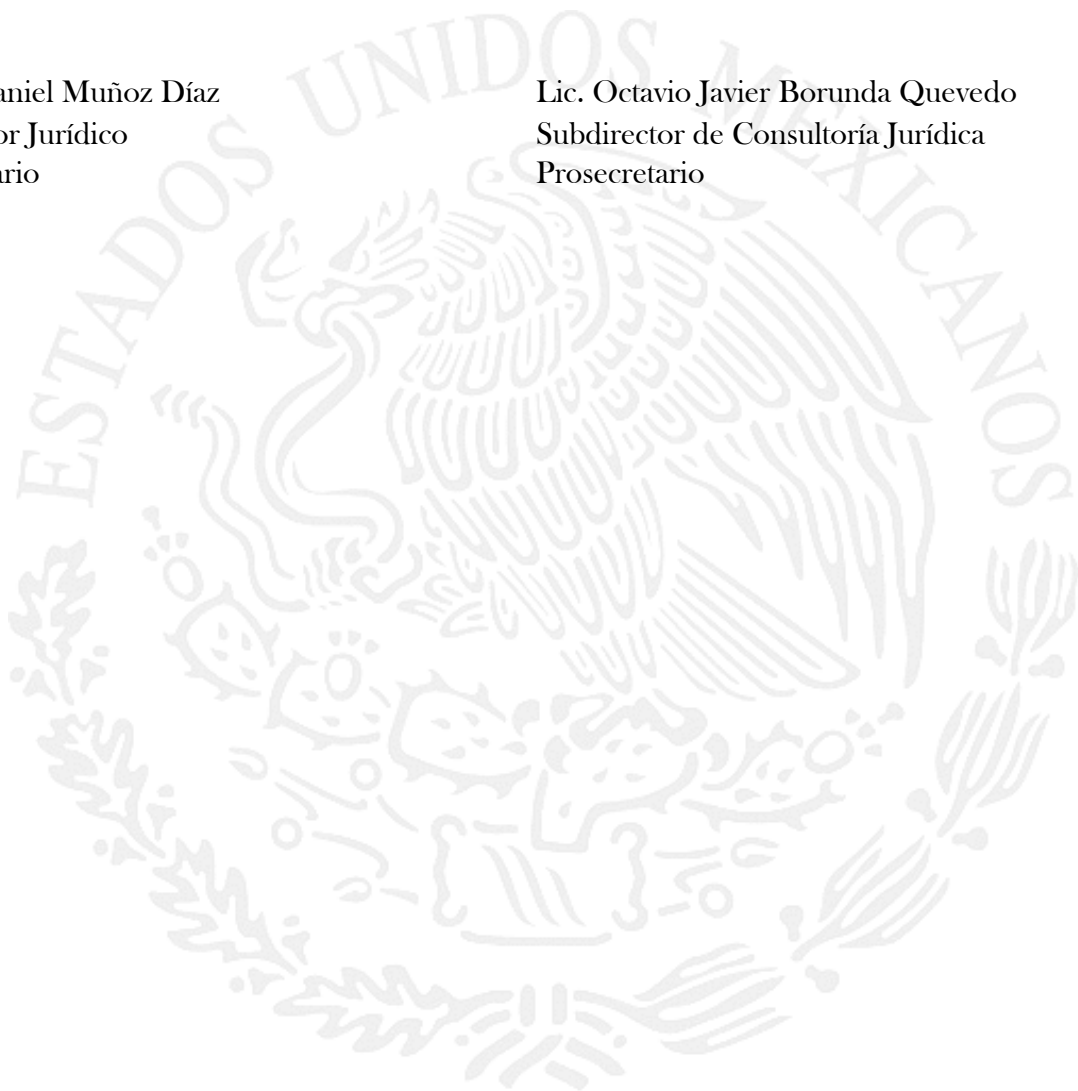 aniel Muñoz Díaz
or Jurídico
ario
Lic. Octavio Javier Borunda Quevedo
Subdirector de Consultoría Jurídica
Prosecretario
ESTADOS UNIDOS MEXICANOS